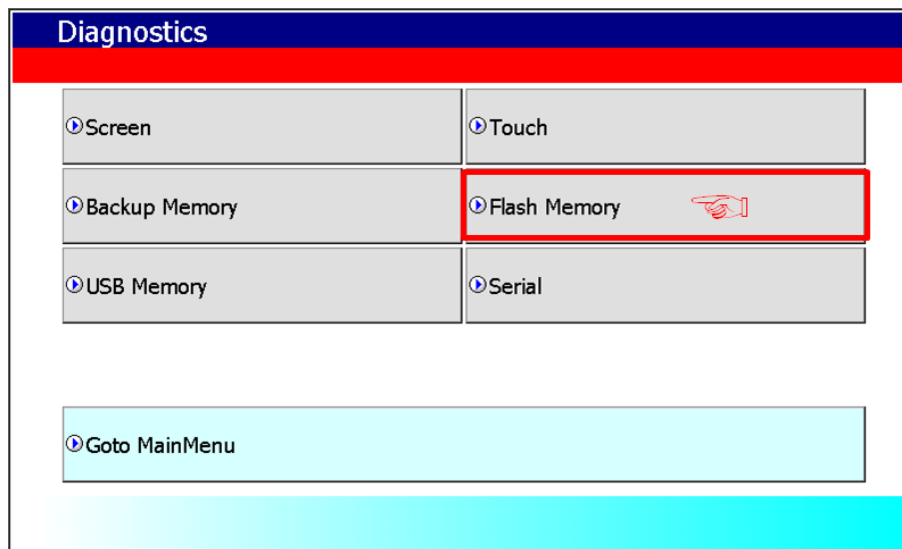 Diagnostics
Screen
Touch
Backup Memory
Flash Memory
USB Memory
Serial
Goto MainMenu